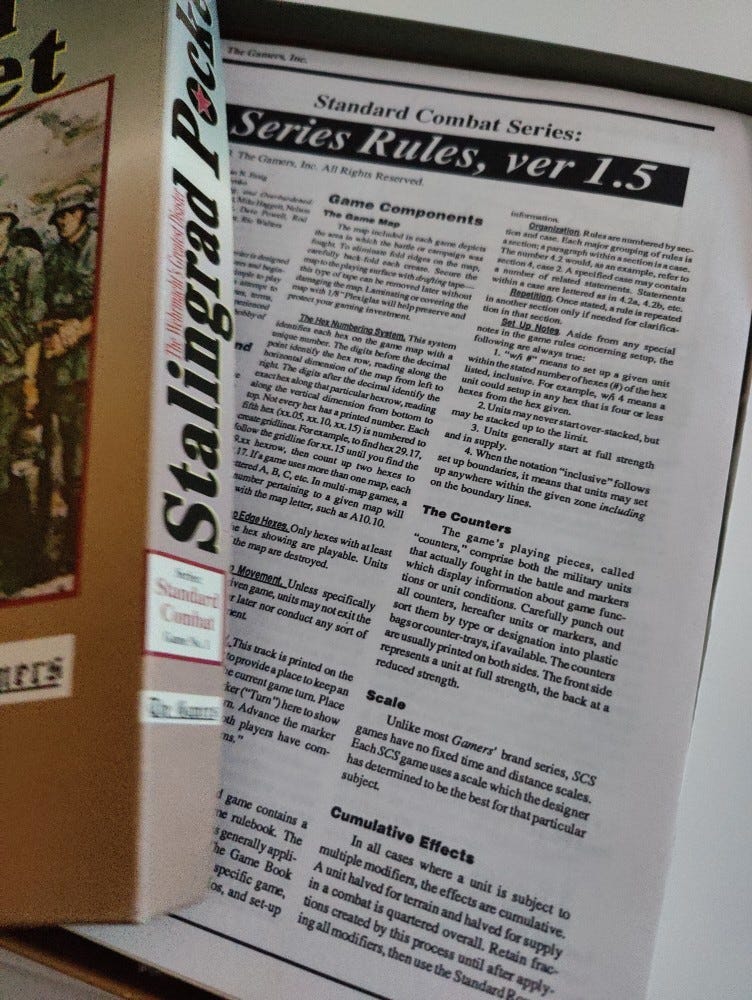 et
The Wehrmacht's Greatest Disaster
Stalingrad Pocke
Series:
Standard
Combat
Game No. 1
The Gamers
mers
The Gamers, Inc.
Standard Combat Series:
Series Rules, ver 1.5
The Gamers, Inc. All Rights Reserved.
Game Components
The Game Map
The map included in each game depicts
the area in which the battle or campaign was
fought. To eliminate fold ridges on the map,
carefully back-fold each crease. Secure the
map to the playing surface with drafting tape—
this type of tape can be removed later without
damaging the map. Laminating or covering the
map with 1/8" Plexiglas will help preserve and
protect your gaming investment.
The Hex Numbering System. This system
identifies each hex on the game map with a
unique number. The digits before the decimal
point identify the hex row, reading along the
horizontal dimension of the map from left to
right. The digits after the decimal identify the
exact hex along that particular hexrow, reading
along the vertical dimension from bottom to
top. Not every hex has a printed number. Each
fifth hex (xx.05, xx.10, xx.15) is numbered to
create gridlines. For example, to find hex 29.17,
follow the gridline for xx.15 until you find the
9.xx hexrow, then count up two hexes to
.17. If a game uses more than one map, each
ttered A, B, C, etc. In multi-map games, a
number pertaining to a given map will
with the map letter, such as A10.10.
p Edge Hexes. Only hexes with at least
e hex showing are playable. Units
the map are destroyed.
p Movement. Unless specifically
iven game, units may not exit the
r later nor conduct any sort of
ment.
This track is printed on the
to provide a place to keep an
e current game turn. Place
ker ("Turn") here to show
rn. Advance the marker
oth players have com-
ns."
d game contains a
ne rulebook. The
s generally appli-
he Game Book
specific game,
os, and set-up
information.
Organization. Rules are numbered by sec-
tion and case. Each major grouping of rules is
a section; a paragraph within a section is a case.
The number 4.2 would, as an example, refer to
section 4, case 2. A specified case may contain
a number of related statements. Statements
within a case are lettered as in 4.2a, 4.2b, etc.
Repetition. Once stated, a rule is repeated
in another section only if needed for clarifica-
tion in that section.
Set Up Notes. Aside from any special
notes in the game rules concerning setup, the
following are always true:
1. "w/i #" means to set up a given unit
within the stated number of hexes (#) of the hex
listed, inclusive. For example, w/i 4 means a
unit could setup in any hex that is four or less
hexes from the hex given.
2. Units may never start over-stacked, but
may be stacked up to the limit.
3. Units generally start at full strength
and in supply.
4. When the notation "inclusive" follows
set up boundaries, it means that units may set
up anywhere within the given zone including
on the boundary lines.
The Counters
The game's playing pieces, called
"counters," comprise both the military units
that actually fought in the battle and markers
which display information about game func-
tions or unit conditions. Carefully punch out
all counters, hereafter units or markers, and
sort them by type or designation into plastic
bags or counter-trays, if available. The counters
are usually printed on both sides. The front side
represents a unit at full strength, the back at a
reduced strength.
Scale
Unlike most Gamers' brand series, SCS
games have no fixed time and distance scales.
Each SCS game uses a scale which the designer
has determined to be the best for that particular
subject.
Cumulative Effects
In all cases where a unit is subject to
multiple modifiers, the effects are cumulative.
A unit halved for terrain and halved for supply
in a combat is quartered overall. Retain frac-
tions created by this process until after apply-
ing all modifiers, then use the Standard